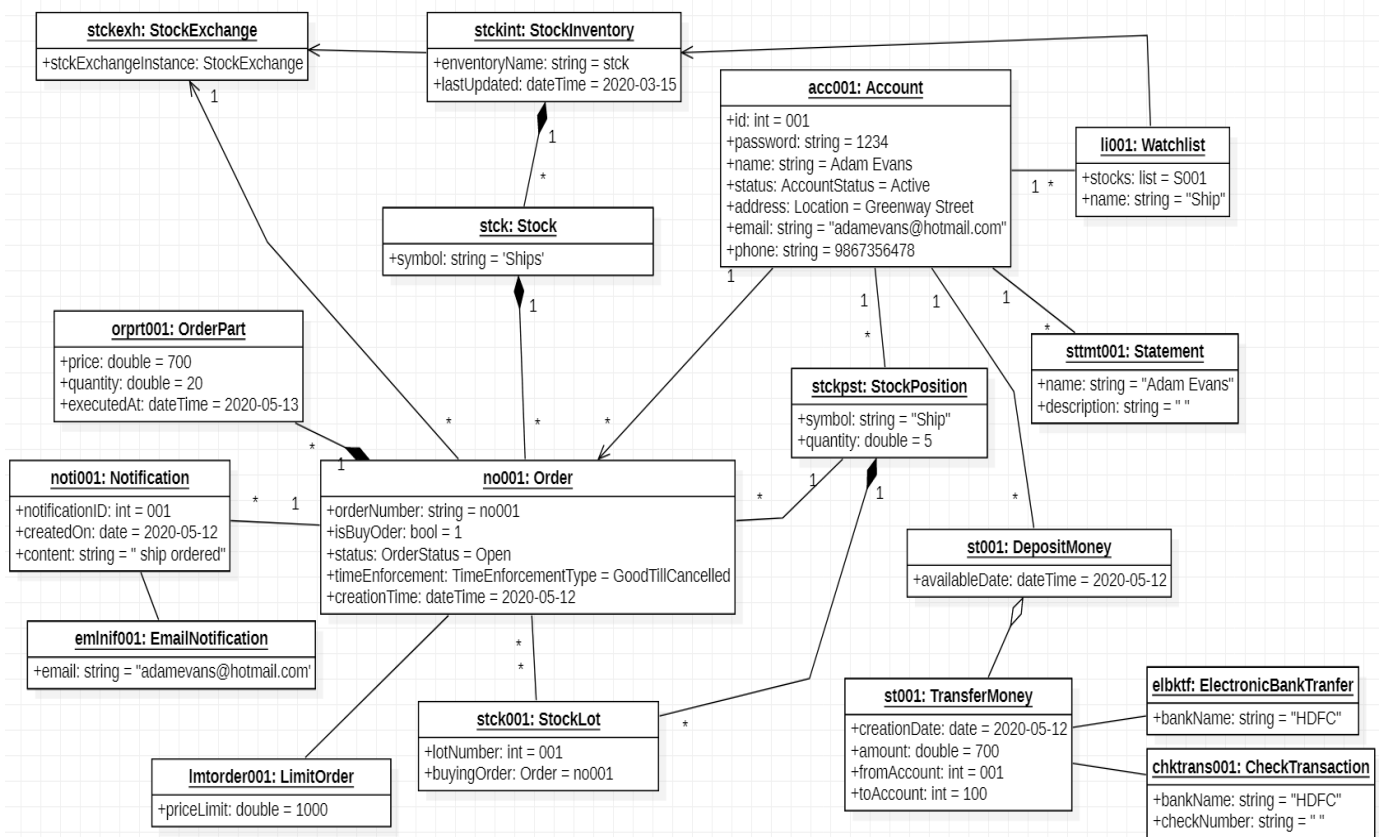 stckexh: StockExchange
+stckExchangeInstance: StockExchange
1
stckint: StockInventory
+enventoryName: string = stck
+lastUpdated: dateTime = 2020-03-15
1
*
acc001: Account
+id: int = 001
+password: string = 1234
+name: string = Adam Evans
+status: AccountStatus = Active
+address: Location = Greenway Street
+email: string = "adamevans@hotmail.com"
+phone: string = 9867356478
1 *
li001: Watchlist
+stocks: list = S001
+name: string = "Ship"
stck: Stock
+symbol: string = 'Ships'
1
1
1
1
1
*
*
orprt001: OrderPart
+price: double = 700
+quantity: double = 20
+executedAt: dateTime = 2020-05-13
sttmt001: Statement
+name: string = "Adam Evans"
+description: string = " "
stckpst: StockPosition
+symbol: string = "Ship"
+quantity: double = 5
*
*
*
*
1
noti001: Notification
+notificationID: int = 001
+createdOn: date = 2020-05-12
+content: string = " ship ordered"
*
1
no001: Order
+orderNumber: string = no001
+isBuyOder: bool = 1
+status: OrderStatus = Open
+timeEnforcement: TimeEnforcementType = GoodTillCancelled
+creationTime: dateTime = 2020-05-12
*
1
1
*
st001: DepositMoney
+availableDate: dateTime = 2020-05-12
emlnif001: EmailNotification
+email: string = "adamevans@hotmail.com'
*
*
stck001: StockLot
+lotNumber: int = 001
+buyingOrder: Order = no001
*
st001: TransferMoney
+creationDate: date = 2020-05-12
+amount: double = 700
+fromAccount: int = 001
+toAccount: int = 100
elbktf: ElectronicBankTranfer
+bankName: string = "HDFC"
chktrans001: CheckTransaction
+bankName: string = "HDFC"
+checkNumber: string = " "
lmtorder001: LimitOrder
+priceLimit: double = 1000